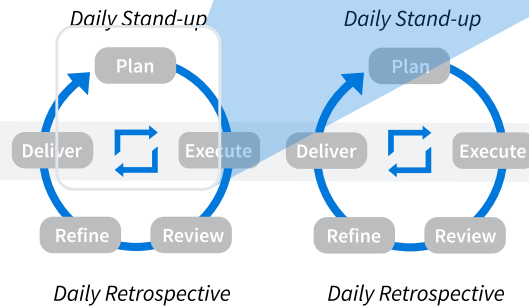 Daily Stand-up Daily Stand-up
Plan Plan
Deliver Execute Deliver Execute
Refine Review Refine Review
Daily Retrospective Daily Retrospective